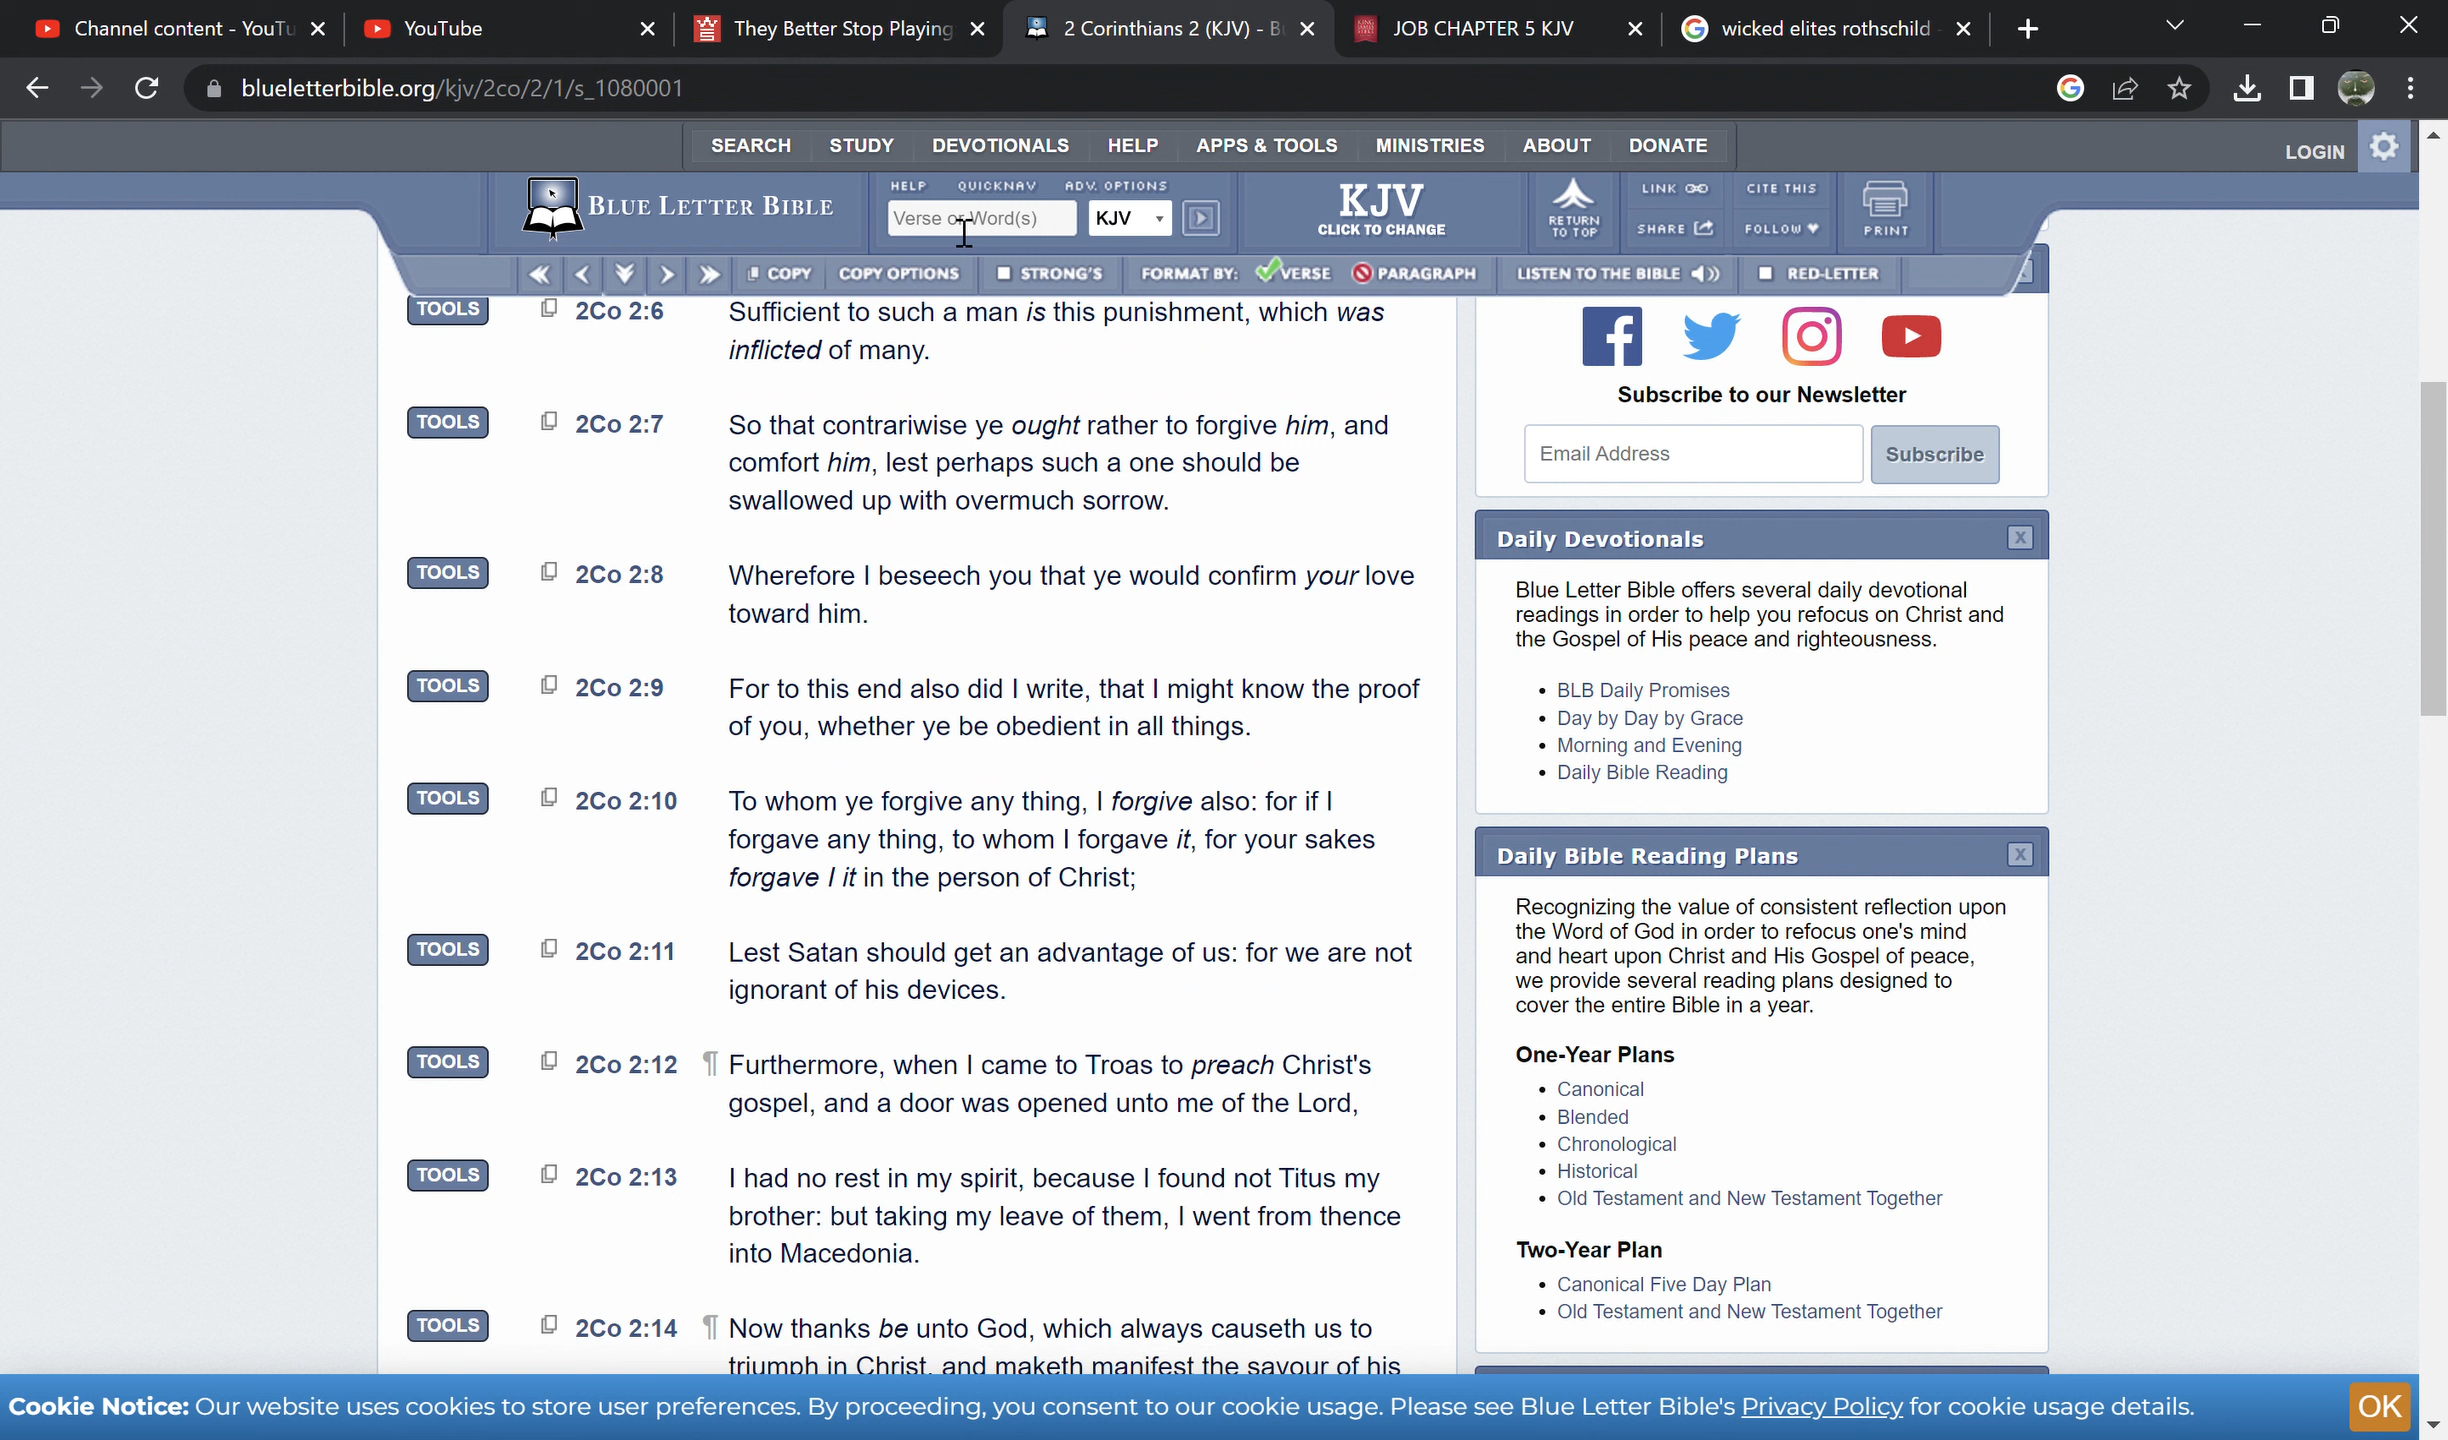 Channel content - YouTu
YouTube
They Better Stop Playing
2 Corinthians 2 (KJV) - B
JOB CHAPTER 5 KJV
wicked elites rothschild
blueletterbible.org/kjv/2co/2/1/s_1080001
SEARCH STUDY DEVOTIONALS HELP APPS & TOOLS MINISTRIES ABOUT DONATE
LOGIN
BLUE LETTER BIBLE
HELP QUICKNAV ADV. OPTIONS
Verse or Word(s)
KJV
KJV
CLICK TO CHANGE
RETURN
TO TOP
LINK
CITE THIS
SHARE
FOLLOW
PRINT
COPY COPY OPTIONS STRONG'S FORMAT BY: VERSE PARAGRAPH LISTEN TO THE BIBLE RED-LETTER
TOOLS 2Co 2:6 Sufficient to such a man is this punishment, which was
inflicted of many.
TOOLS 2Co 2:7 So that contrariwise ye ought rather to forgive him, and
comfort him, lest perhaps such a one should be
swallowed up with overmuch sorrow.
TOOLS 2Co 2:8 Wherefore I beseech you that ye would confirm your love
toward him.
TOOLS 2Co 2:9 For to this end also did I write, that I might know the proof
of you, whether ye be obedient in all things.
TOOLS 2Co 2:10 To whom ye forgive any thing, I forgive also: for if I
forgave any thing, to whom I forgave it, for your sakes
forgave I it in the person of Christ;
TOOLS 2Co 2:11 Lest Satan should get an advantage of us: for we are not
ignorant of his devices.
TOOLS 2Co 2:12 ¶ Furthermore, when I came to Troas to preach Christ's
gospel, and a door was opened unto me of the Lord,
TOOLS 2Co 2:13 I had no rest in my spirit, because I found not Titus my
brother: but taking my leave of them, I went from thence
into Macedonia.
TOOLS 2Co 2:14 ¶ Now thanks be unto God, which always causeth us to
triumph in Christ, and maketh manifest the savour of his
Subscribe to our Newsletter
Email Address
Subscribe
Daily Devotionals
X
Blue Letter Bible offers several daily devotional
readings in order to help you refocus on Christ and
the Gospel of His peace and righteousness.
• BLB Daily Promises
• Day by Day by Grace
• Morning and Evening
• Daily Bible Reading
Daily Bible Reading Plans
X
Recognizing the value of consistent reflection upon
the Word of God in order to refocus one's mind
and heart upon Christ and His Gospel of peace,
we provide several reading plans designed to
cover the entire Bible in a year.
One-Year Plans
• Canonical
• Blended
• Chronological
• Historical
• Old Testament and New Testament Together
Two-Year Plan
• Canonical Five Day Plan
• Old Testament and New Testament Together
Cookie Notice: Our website uses cookies to store user preferences. By proceeding, you consent to our cookie usage. Please see Blue Letter Bible's Privacy Policy for cookie usage details.
OK